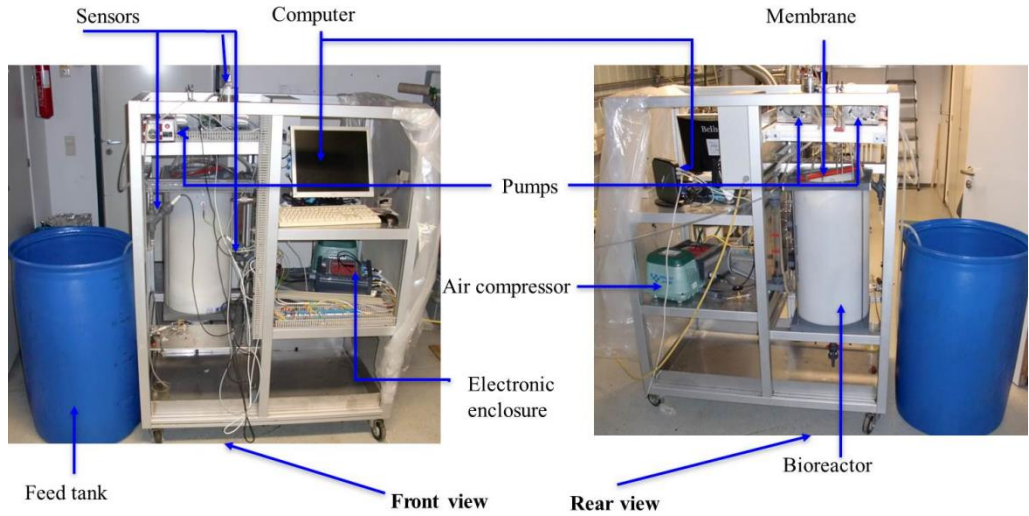 Sensors
Computer
Membrane
Pumps
Air compressor
Electronic
enclosure
Bioreactor
Feed tank
Front view
Rear view